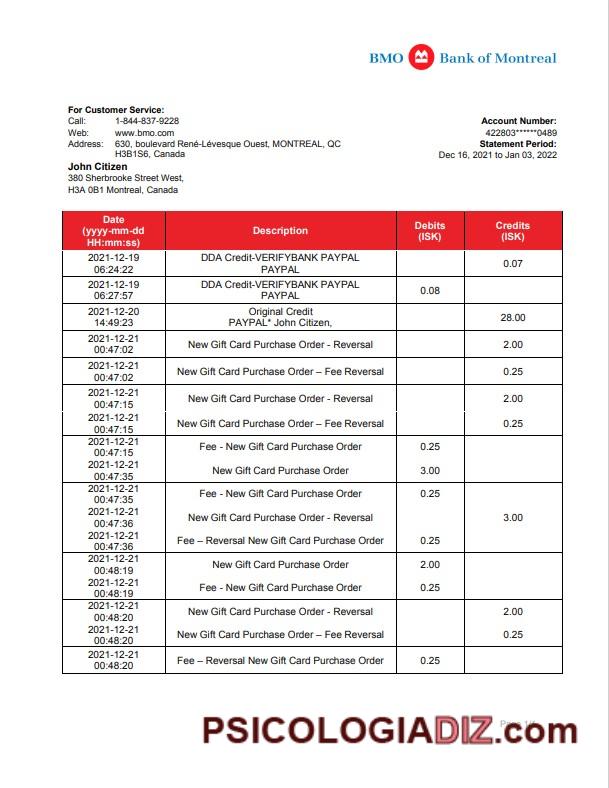 BMO Bank of Montreal
For Customer Service:
Call: 1-844-837-9228
Web: www.bmo.com
Address: 630, boulevard René-Lévesque Ouest, MONTREAL, QC
H3B1S6, Canada
Account Number:
422803******0489
Statement Period:
Dec 16, 2021 to Jan 03, 2022
John Citizen
380 Sherbrooke Street West,
H3A 0B1 Montreal, Canada
Date
(yyyy-mm-dd
HH:mm:ss)
Description
Debits
(ISK)
Credits
(ISK)
2021-12-19
06:24:22
DDA Credit-VERIFYBANK PAYPAL
PAYPAL
0.07
2021-12-19
06:27:57
DDA Credit-VERIFYBANK PAYPAL
PAYPAL
0.08
2021-12-20
14:49:23
Original Credit
PAYPAL* John Citizen,
28.00
2021-12-21
00:47:02
New Gift Card Purchase Order - Reversal
2.00
2021-12-21
00:47:02
New Gift Card Purchase Order – Fee Reversal
0.25
2021-12-21
00:47:15
New Gift Card Purchase Order - Reversal
2.00
2021-12-21
00:47:15
New Gift Card Purchase Order – Fee Reversal
0.25
2021-12-21
00:47:15
Fee - New Gift Card Purchase Order
0.25
2021-12-21
00:47:35
New Gift Card Purchase Order
3.00
2021-12-21
00:47:35
Fee - New Gift Card Purchase Order
0.25
2021-12-21
00:47:36
New Gift Card Purchase Order - Reversal
3.00
2021-12-21
00:47:36
Fee – Reversal New Gift Card Purchase Order
0.25
2021-12-21
00:48:19
New Gift Card Purchase Order
2.00
2021-12-21
00:48:19
Fee - New Gift Card Purchase Order
0.25
2021-12-21
00:48:20
New Gift Card Purchase Order - Reversal
2.00
2021-12-21
00:48:20
New Gift Card Purchase Order – Fee Reversal
0.25
2021-12-21
00:48:20
Fee – Reversal New Gift Card Purchase Order
0.25
PSICOLOGIADIZ.com